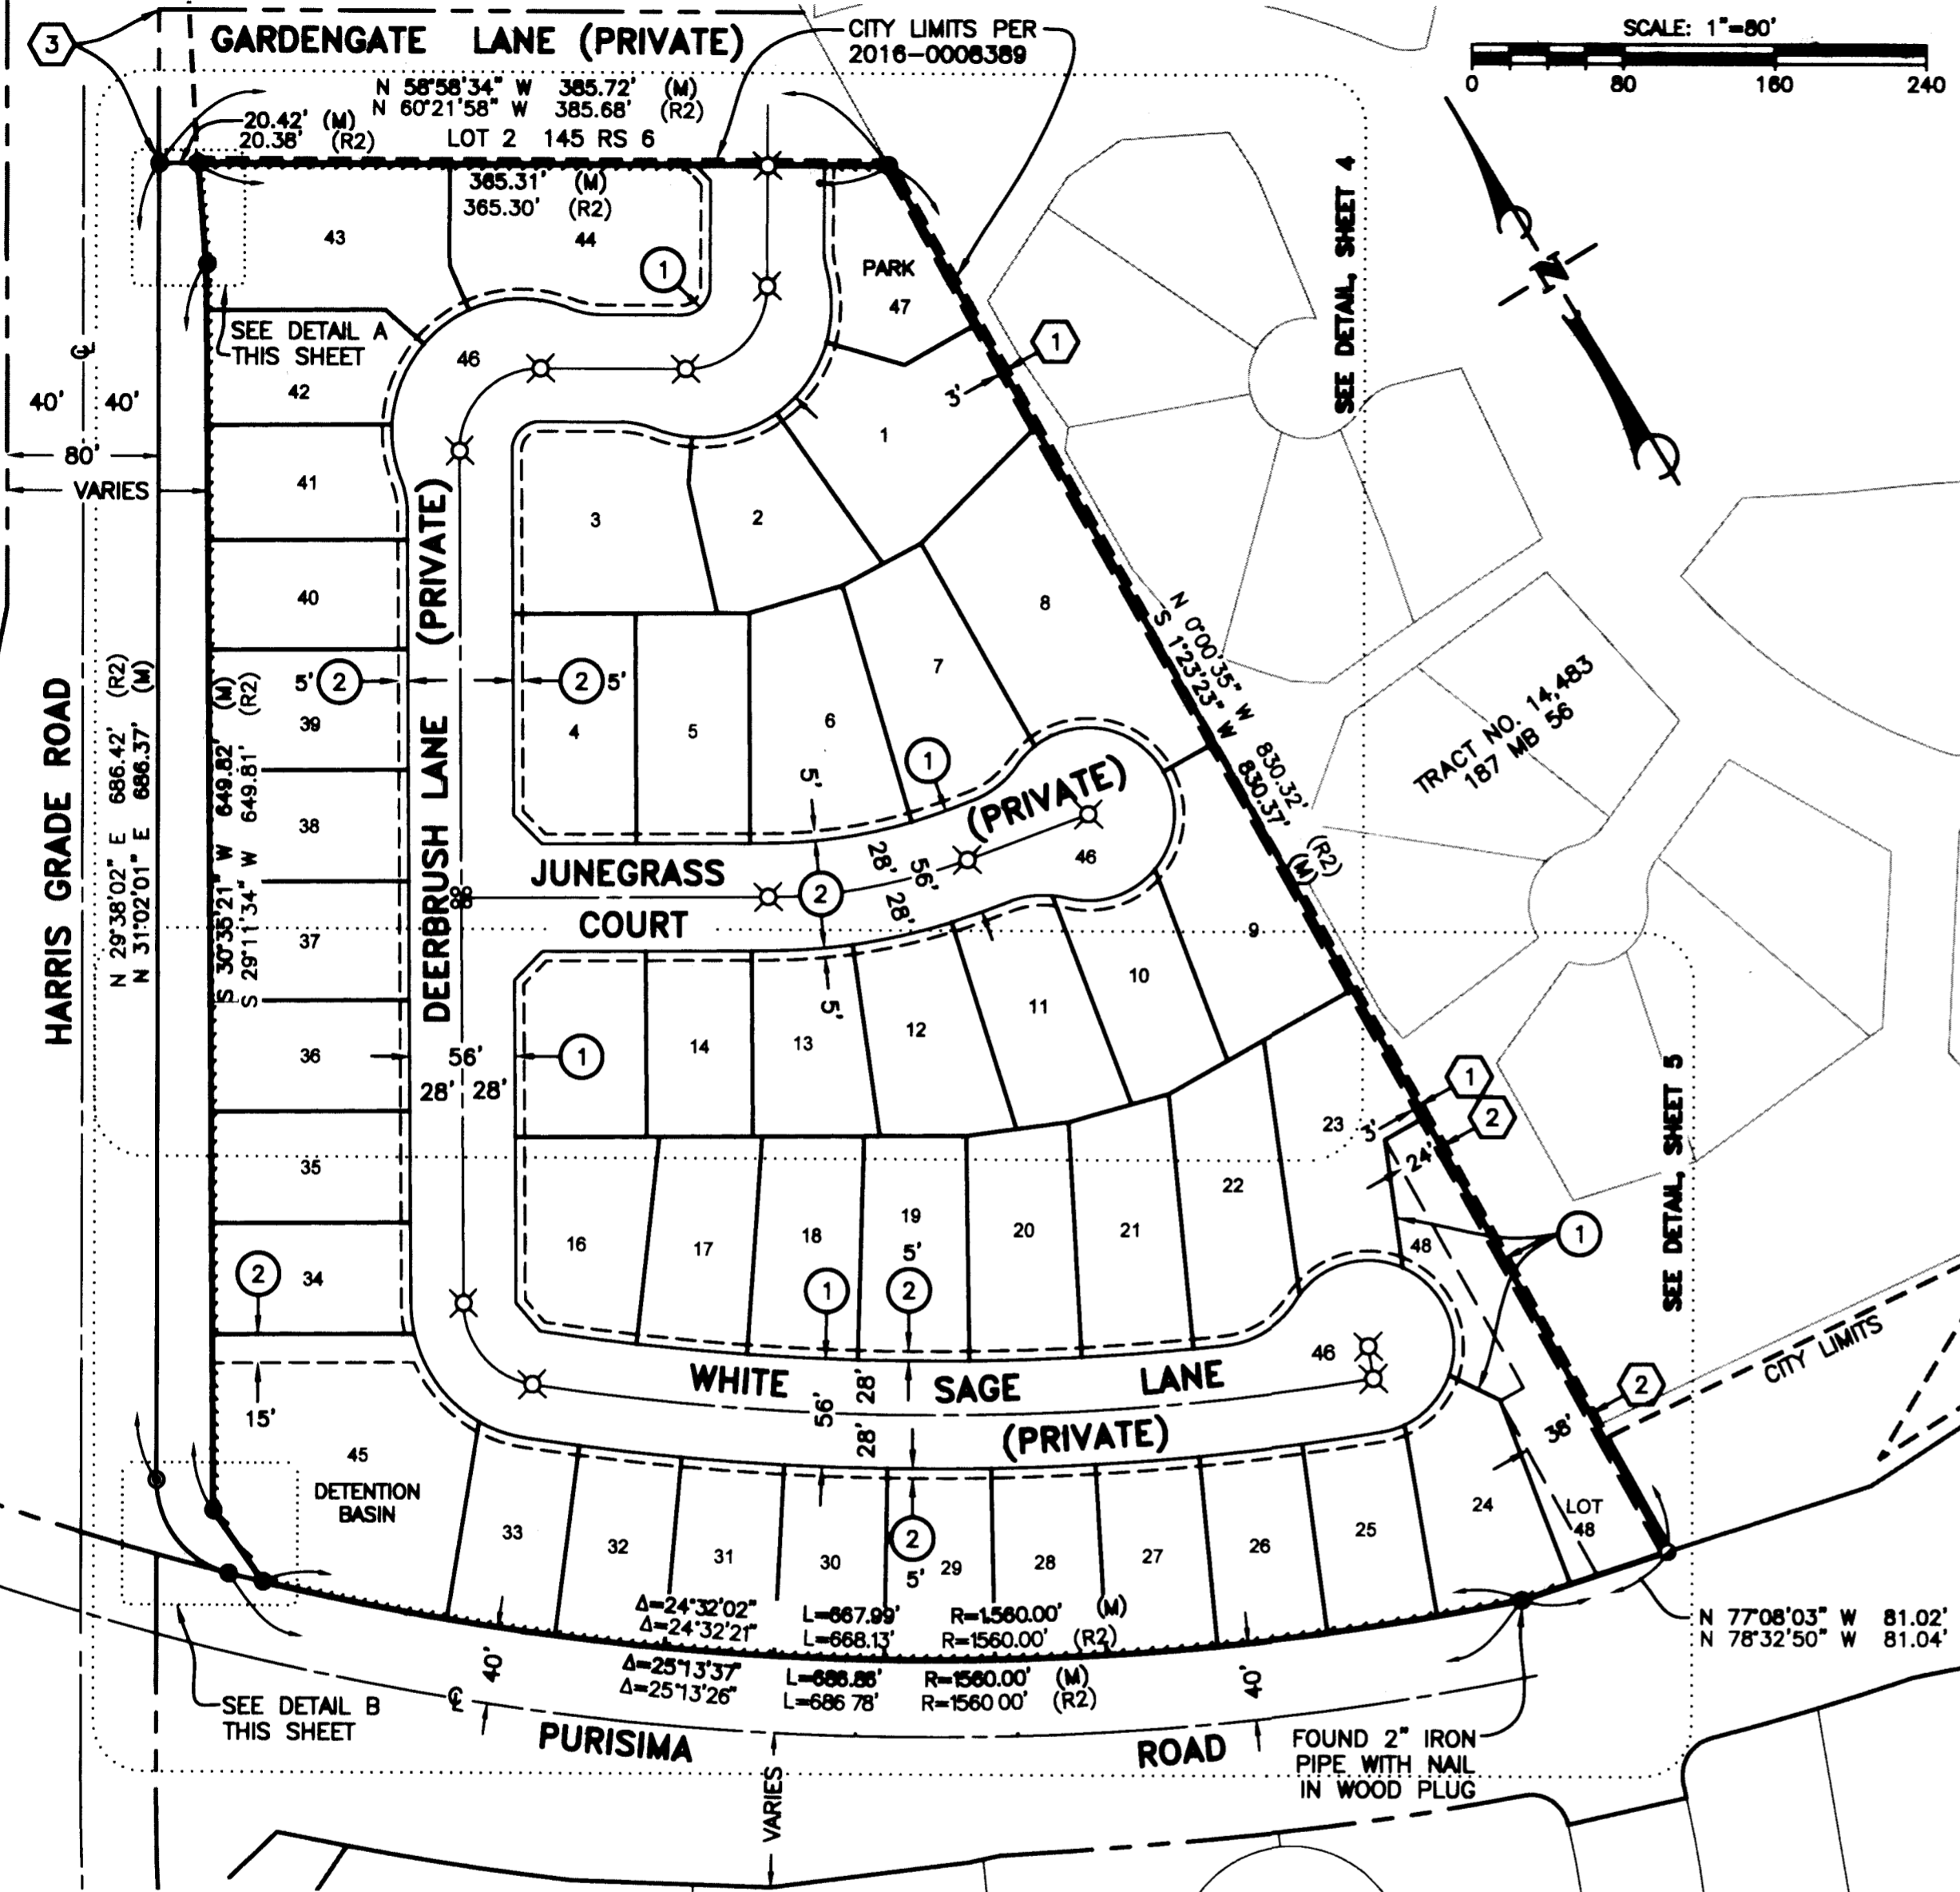 3
GARDENGATE LANE (PRIVATE)
CITY LIMITS PER
2016-0008389
SCALE: 1"=80'
0 80 160 240
N 58°58'34" W 385.72' (M)
N 60°21'58" W 385.68' (R2)
20.42' (M)
20.38' (R2)
LOT 2 145 RS 6
365.31' (M)
365.30' (R2)
43
44
1
PARK
47
SEE DETAIL, SHEET 4
N
SEE DETAIL A
THIS SHEET
46
42
1
3'
℄
40' 40'
80'
VARIES
41
3
2
1
40
8
7
DEERBRUSH LANE (PRIVATE)
HARRIS GRADE ROAD
N 29°38'02" E 686.42' (R2)
N 31°02'01" E 686.37' (M)
S 30°35'21" W 649.82' (M)
S 29°11'34" W 649.81' (R2)
5' 2
2 5'
39
4
5
6
1
5'
N 0°00'35" W 830.32' (R2)
S 1°23'23" W 830.37' (M)
TRACT NO. 14,483
187 MB 56
38
JUNEGRASS
COURT
(PRIVATE)
46
2
28'
56'
28'
37
9
5'
14
13
12
11
10
36
56'
28' 28'
1
1
2
3'
24'
23
35
SEE DETAIL, SHEET 5
16
17
18
19
20
21
22
5'
1
2
48
1
2
34
46
WHITE SAGE LANE
(PRIVATE)
56'
28'
28'
CITY LIMITS
2
38'
15'
45
DETENTION
BASIN
33
32
31
30
29
28
27
26
25
24
LOT
48
2
5'
Δ=24°32'02" L=667.99' R=1560.00' (M)
Δ=24°32'21" L=668.13' R=1560.00' (R2)
Δ=25°13'37" L=686.86' R=1560.00' (M)
Δ=25°13'26" L=686 78' R=1560 00' (R2)
N 77°08'03" W 81.02'
N 78°32'50" W 81.04'
40'
40'
℄
SEE DETAIL B
THIS SHEET
PURISIMA ROAD
VARIES
FOUND 2" IRON
PIPE WITH NAIL
IN WOOD PLUG